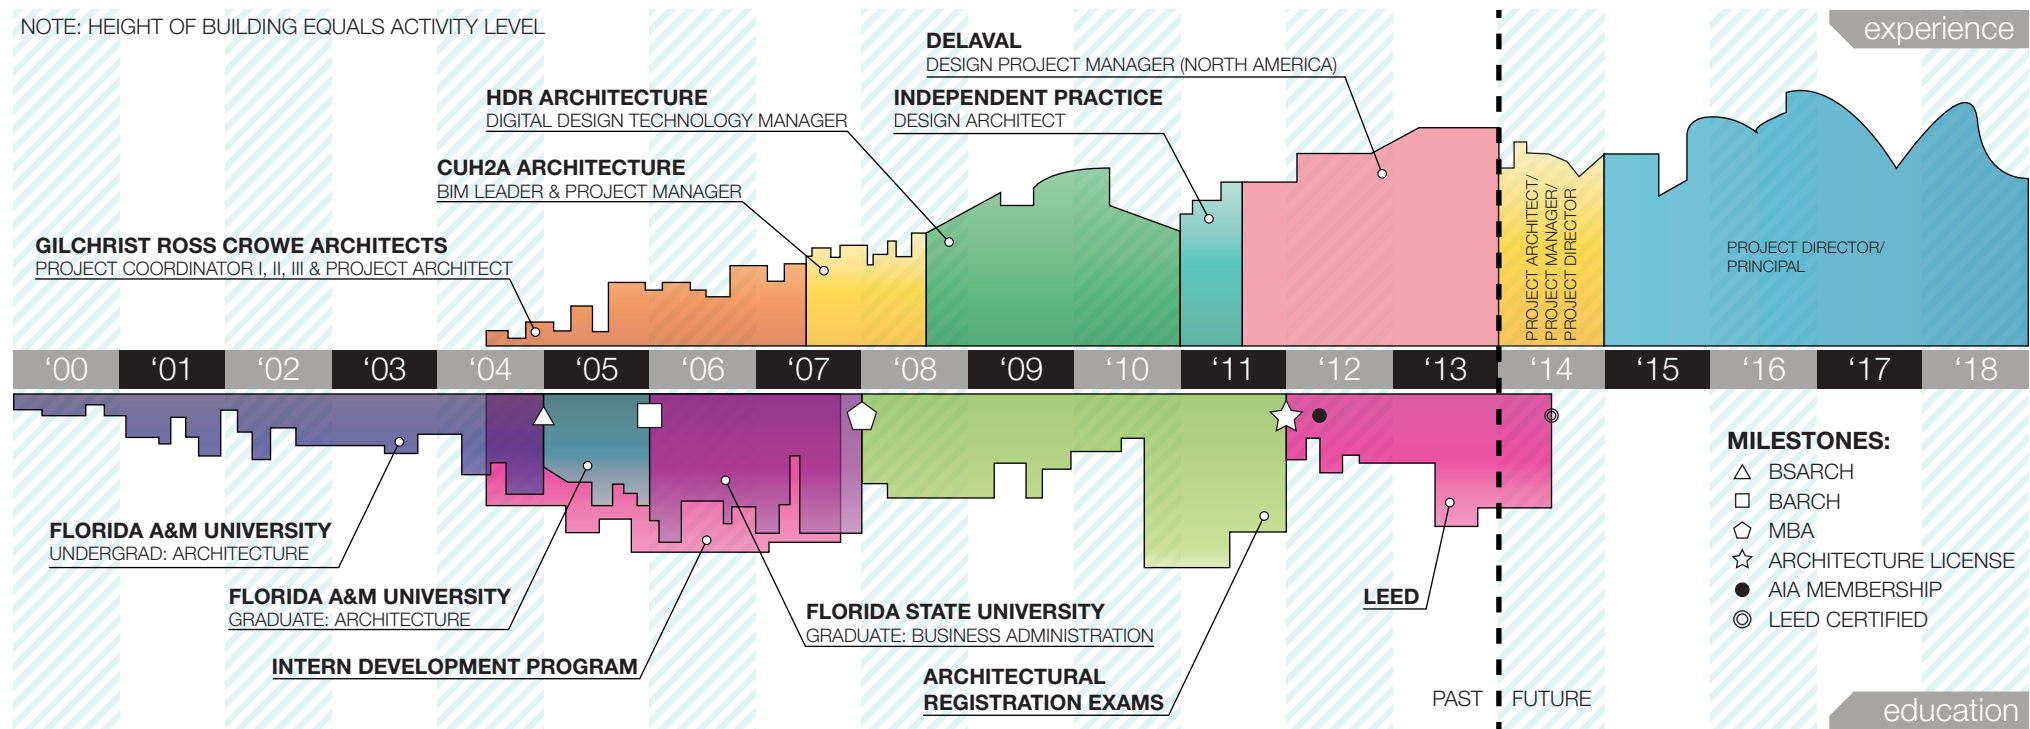 NOTE: HEIGHT OF BUILDING EQUALS ACTIVITY LEVEL
experience
DELAVAL
DESIGN PROJECT MANAGER (NORTH AMERICA)
HDR ARCHITECTURE
DIGITAL DESIGN TECHNOLOGY MANAGER
INDEPENDENT PRACTICE
DESIGN ARCHITECT
CUH2A ARCHITECTURE
BIM LEADER & PROJECT MANAGER
GILCHRIST ROSS CROWE ARCHITECTS
PROJECT COORDINATOR I, II, III & PROJECT ARCHITECT
PROJECT ARCHITECT/
PROJECT MANAGER/
PROJECT DIRECTOR
PROJECT DIRECTOR/
PRINCIPAL
‘00 ‘01 ‘02 ‘03 ‘04 ‘05 ‘06 ‘07 ‘08 ‘09 ‘10 ‘11 ‘12 ‘13 ‘14 ‘15 ‘16 ‘17 ‘18
FLORIDA A&M UNIVERSITY
UNDERGRAD: ARCHITECTURE
FLORIDA A&M UNIVERSITY
GRADUATE: ARCHITECTURE
INTERN DEVELOPMENT PROGRAM
FLORIDA STATE UNIVERSITY
GRADUATE: BUSINESS ADMINISTRATION
ARCHITECTURAL
REGISTRATION EXAMS
LEED
MILESTONES:
BSARCH
BARCH
MBA
ARCHITECTURE LICENSE
AIA MEMBERSHIP
LEED CERTIFIED
PAST FUTURE
education